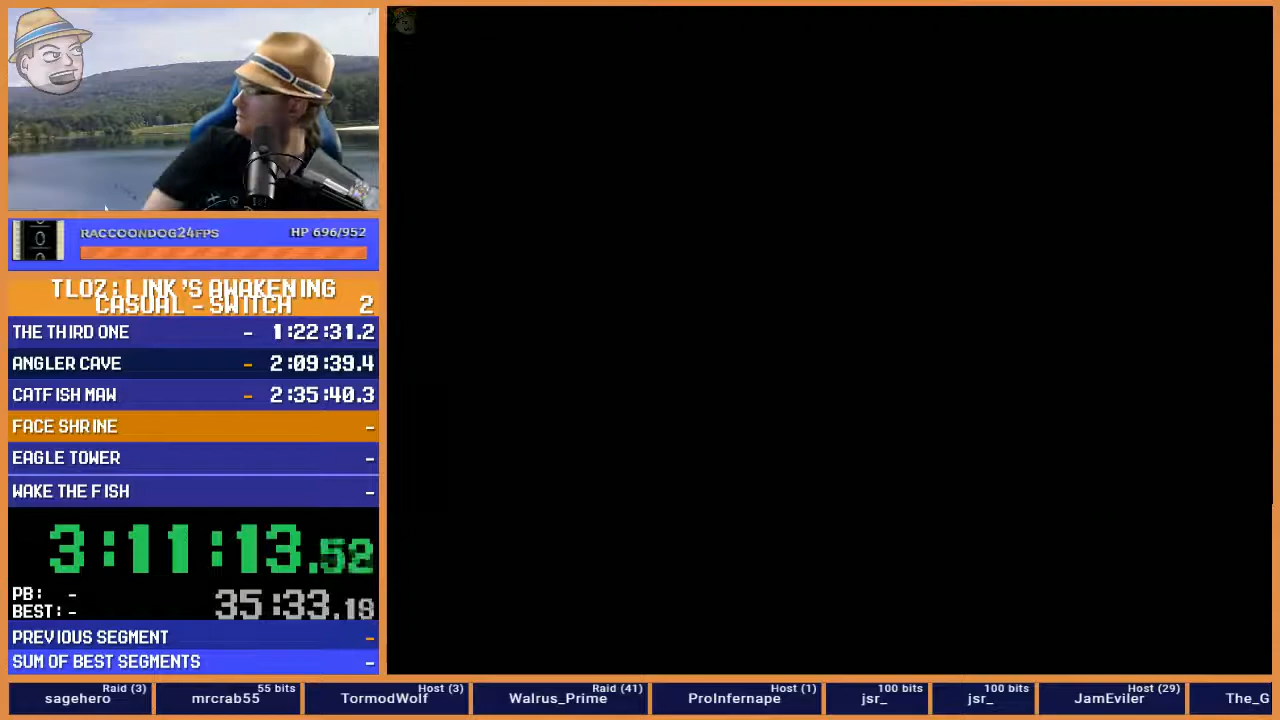 0
RACCOONDOG24FPS HP 696/952
TLOZ: LINK'S AWAKENING
CASUAL - SWITCH 2
THE THIRD ONE - 1:22:31.2
ANGLER CAVE - 2:09:39.4
CATFISH MAW - 2:35:40.3
FACE SHRINE -
EAGLE TOWER -
WAKE THE FISH -
3:11:13.52
PB: -
BEST: - 35:33.19
PREVIOUS SEGMENT -
SUM OF BEST SEGMENTS -
Raid (3) 55 bits Host (3) Raid (41) Host (1) 100 bits 100 bits Host (29)
sagehero mrcrab55 TormodWolf Walrus_Prime ProInfernape jsr_ jsr_ JamEviler The_G